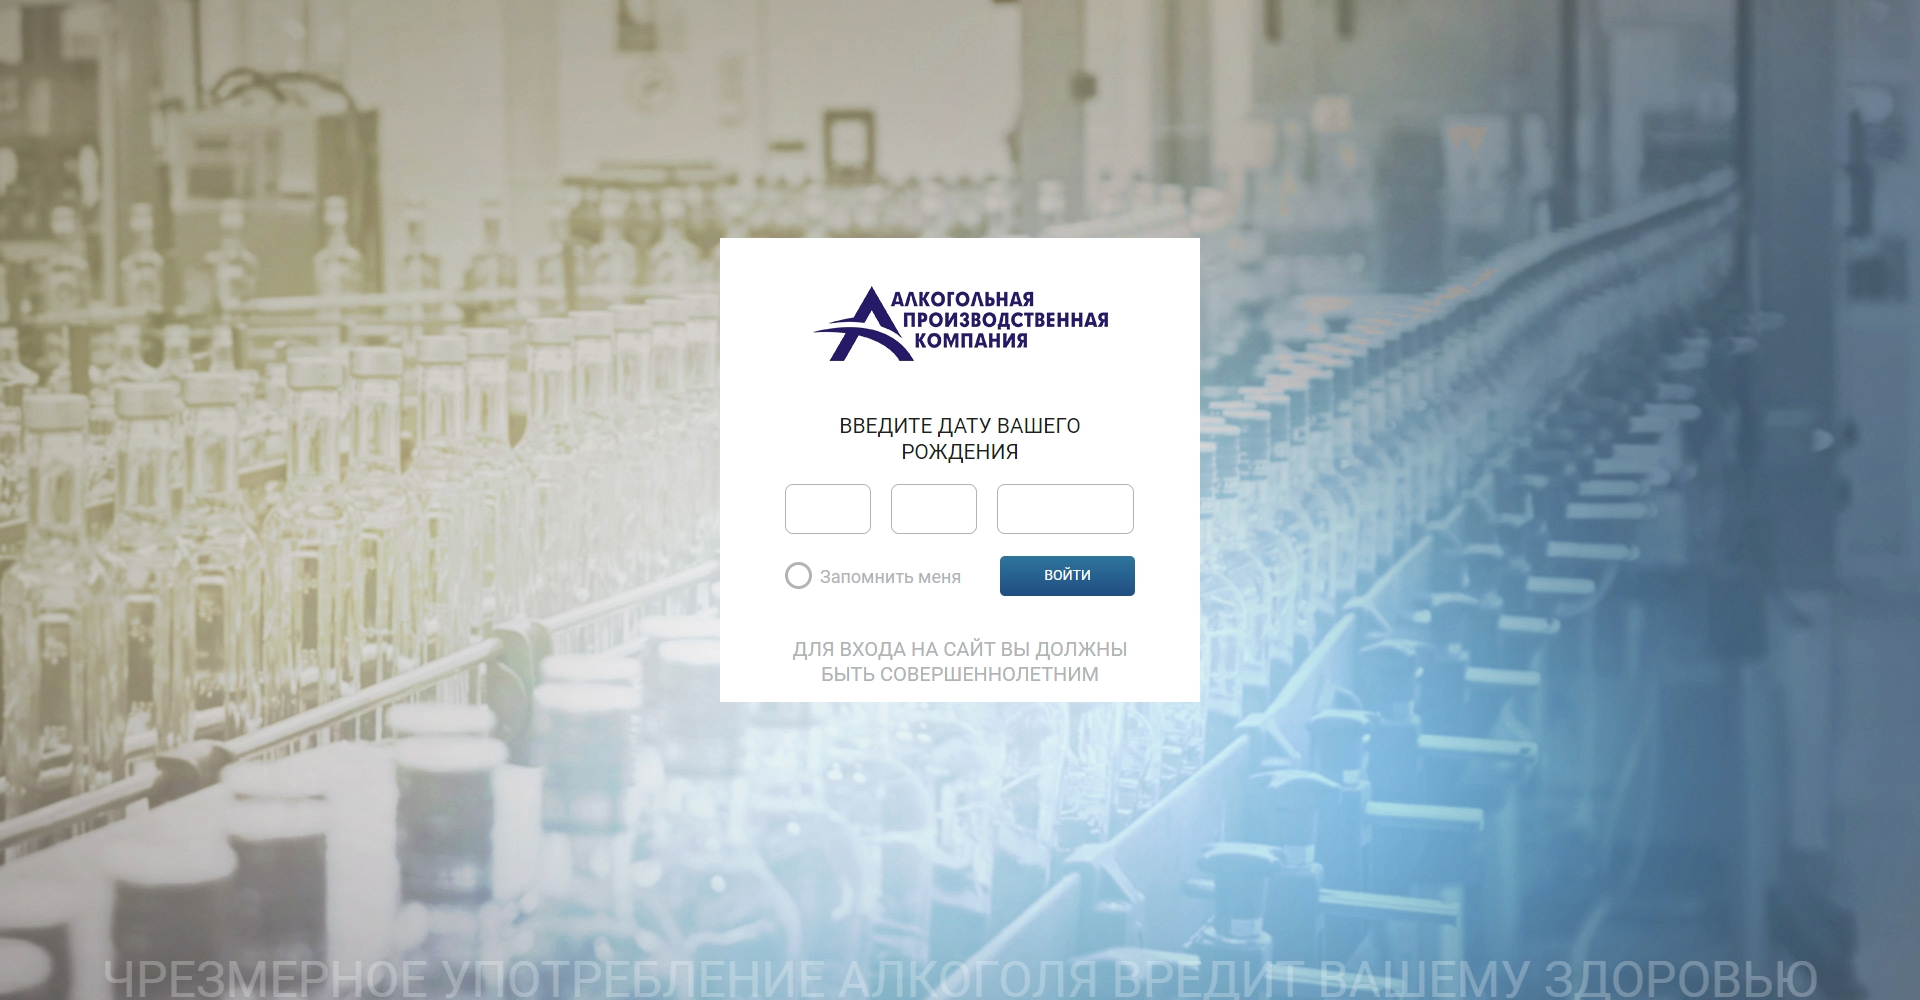 АЛКОГОЛЬНАЯ
ПРОИЗВОДСТВЕННАЯ
КОМПАНИЯ
ВВЕДИТЕ ДАТУ ВАШЕГО
РОЖДЕНИЯ
Запомнить меня
ВОЙТИ
ДЛЯ ВХОДА НА САЙТ ВЫ ДОЛЖНЫ
БЫТЬ СОВЕРШЕННОЛЕТНИМ
ЧРЕЗМЕРНОЕ УПОТРЕБЛЕНИЕ АЛКОГОЛЯ ВРЕДИТ ВАШЕМУ ЗДОРОВЬЮ